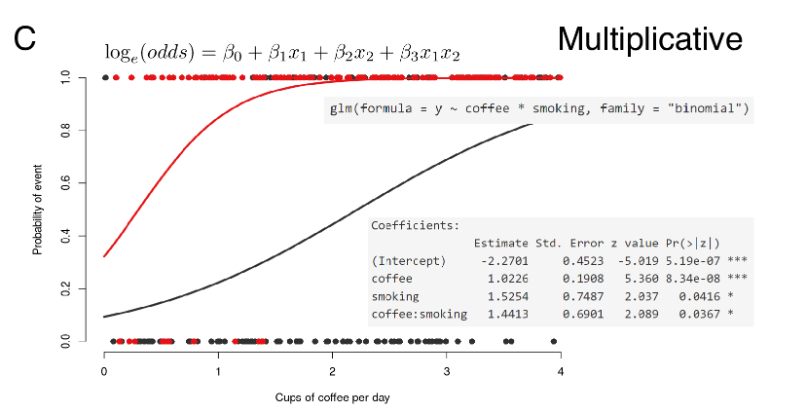 C
Multiplicative
logₑ(odds) = β₀ + β₁x₁ + β₂x₂ + β₃x₁x₂
glm(formula = y ~ coffee * smoking, family = "binomial")
Coefficients:
Estimate Std. Error z value Pr(>|z|)
(Intercept) -2.2701 0.4523 -5.019 5.19e-07 ***
coffee 1.0226 0.1908 5.360 8.34e-08 ***
smoking 1.5254 0.7487 2.037 0.0416 *
coffee:smoking 1.4413 0.6901 2.089 0.0367 *
Probability of event
1.0
0.8
0.6
0.4
0.2
0.0
0 1 2 3 4
Cups of coffee per day